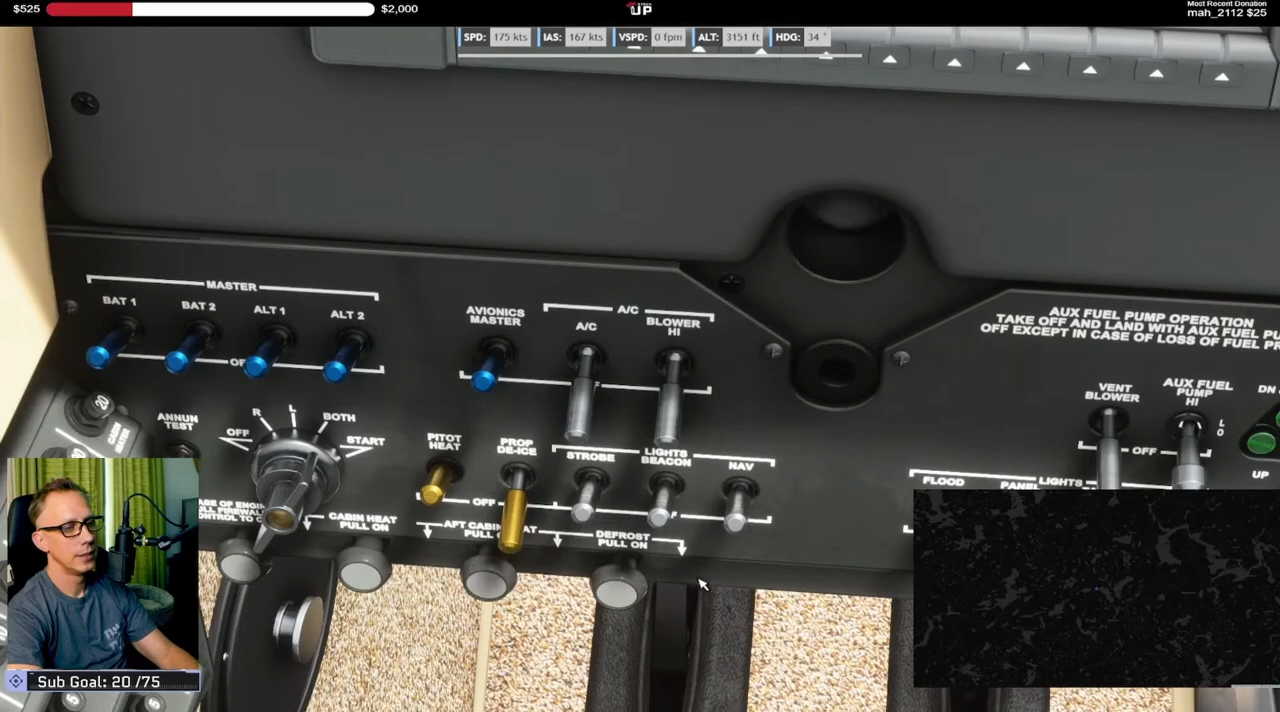 $525
$2,000
UP
Most Recent Donation
mah_2112 $25
SPD: 175 kts IAS: 167 kts VSPD: 0 fpm ALT: 3151 ft HDG: 34 °
MASTER
BAT 1 BAT 2 ALT 1 ALT 2
AVIONICS
MASTER
A/C
A/C
BLOWER
HI
AUX FUEL PUMP OPERATION
TAKE OFF AND LAND WITH AUX FUEL
OFF EXCEPT IN CASE OF LOSS OF FUEL
VENT
BLOWER
AUX FUEL
PUMP
HI
L
O
OFF
DN
UP
ANNUN
TEST
OFF R L BOTH START
PITOT
HEAT
PROP
DE-ICE
LIGHTS
STROBE BEACON NAV
OFF
FLOOD
LIGHTS
CABIN HEAT
PULL ON
AFT CABIN
DEFROST
PULL ON
20
Sub Goal: 20 /75